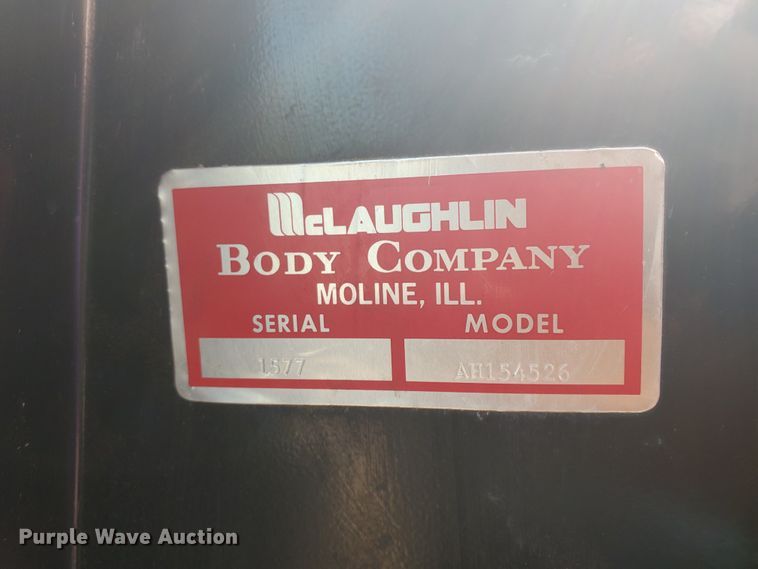 McLAUGHLIN
BODY COMPANY
MOLINE, ILL.
SERIAL MODEL
1577 AH154526
Purple Wave Auction